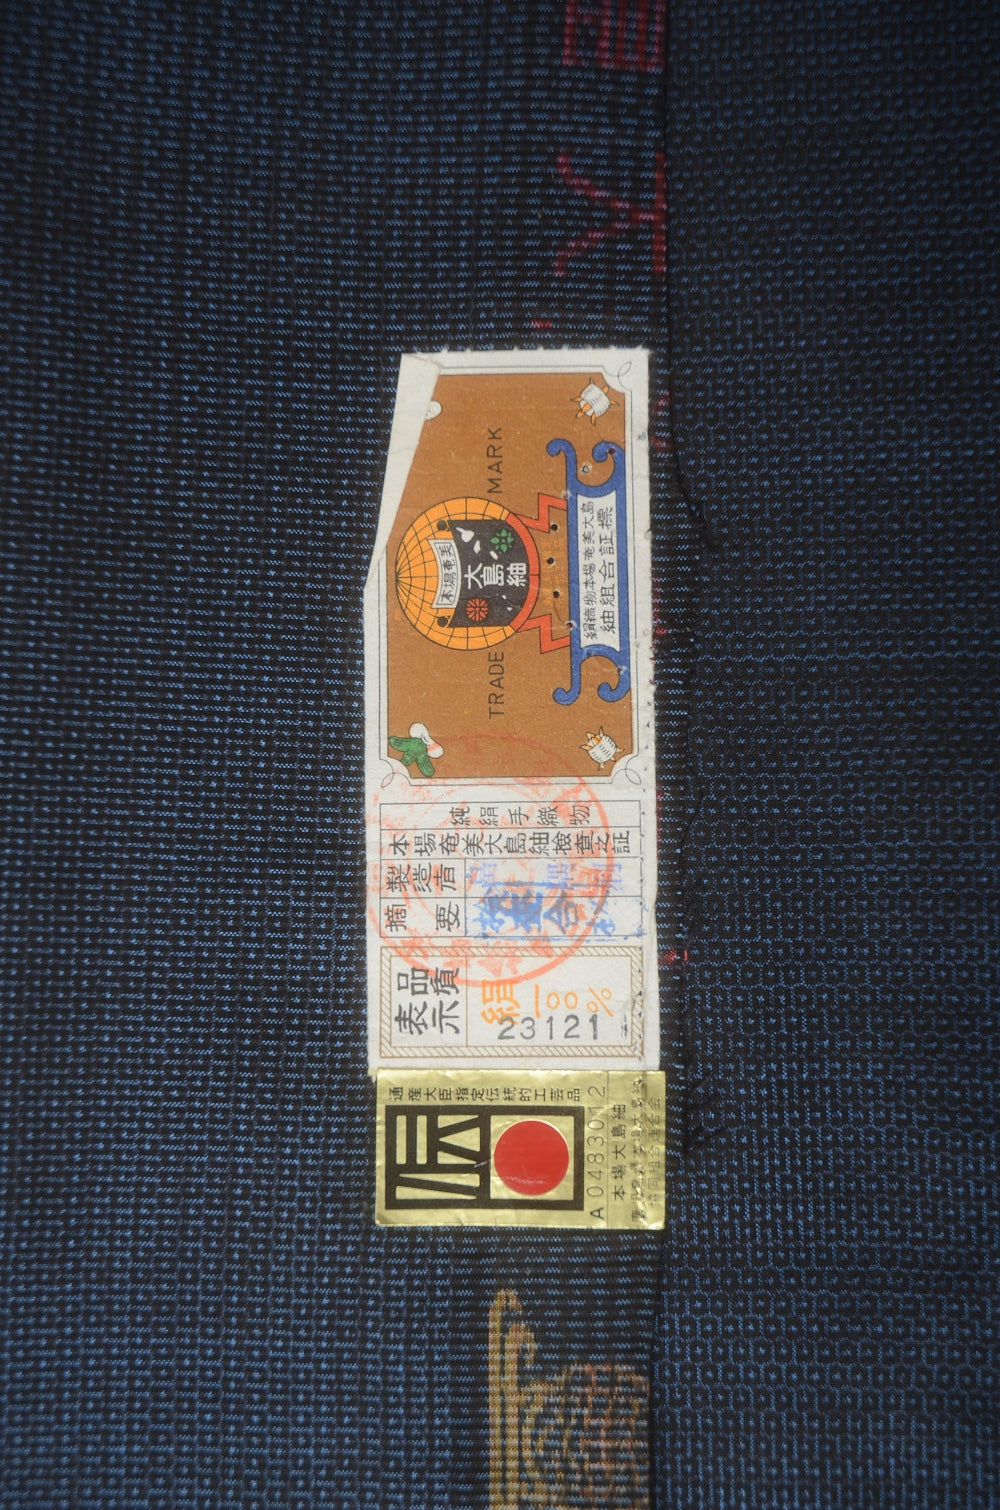 TRADE MARK
本場奄美
大島紬
絹織物本場奄美大島
紬組合証標
純絹手織物
本場奄美大島紬検査之証
製造者
摘要
品質
表示
絹一〇〇%
23121
通産大臣指定伝統的工芸品
伝
A0483012
本場大島紬